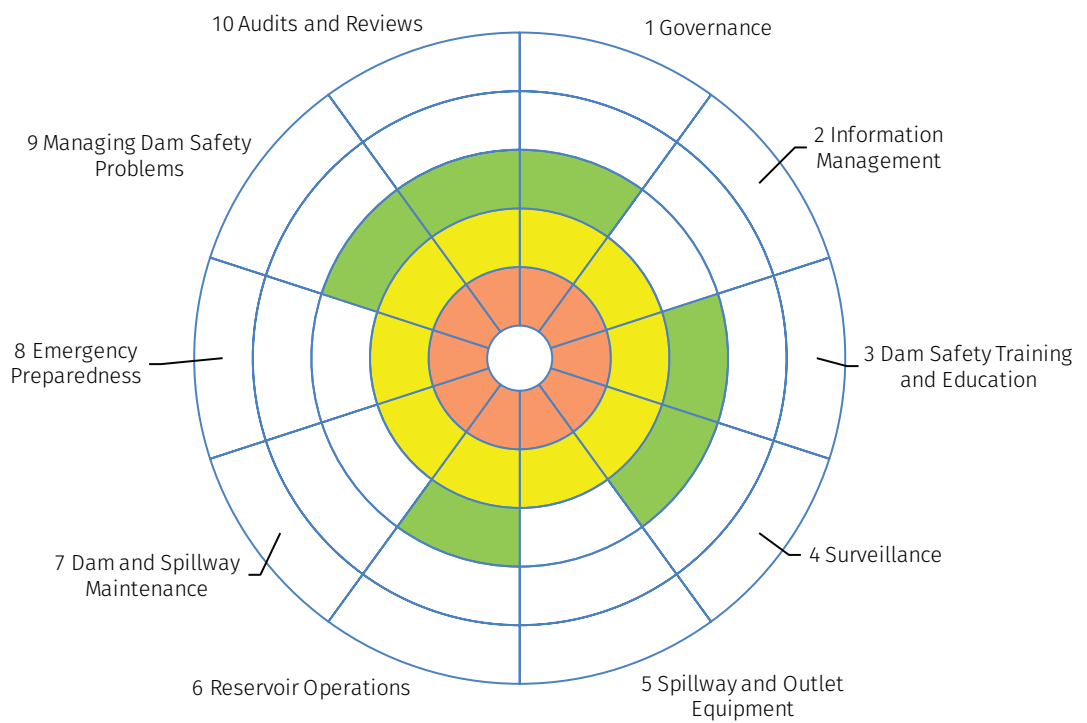 10 Audits and Reviews
1 Governance
2 Information
Management
3 Dam Safety Training
and Education
4 Surveillance
5 Spillway and Outlet
Equipment
6 Reservoir Operations
7 Dam and Spillway
Maintenance
8 Emergency
Preparedness
9 Managing Dam Safety
Problems